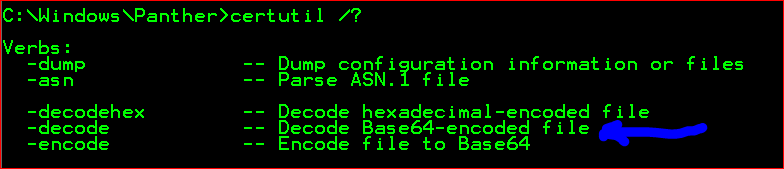 C:\Windows\Panther>certutil /?
Verbs:
-dump -- Dump configuration information or files
-asn -- Parse ASN.1 file
-decodehex -- Decode hexadecimal-encoded file
-decode -- Decode Base64-encoded file
-encode -- Encode file to Base64